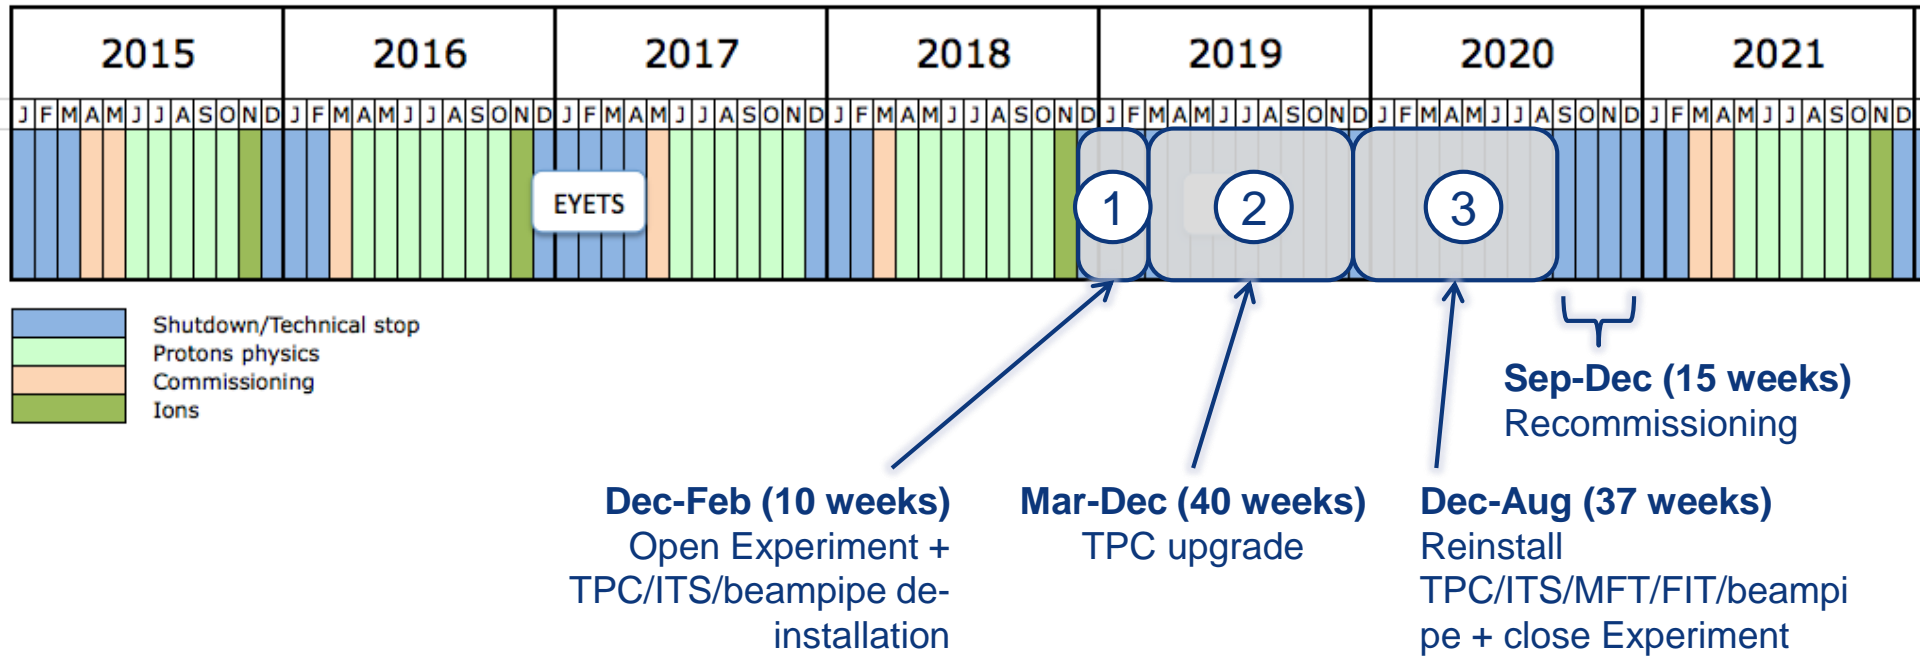 2015 2016 2017 2018 2019 2020 2021
J F M A M J J A S O N D J F M A M J J A S O N D J F M A M J J A S O N D J F M A M J J A S O N D J F M A M J J A S O N D J F M A M J J A S O N D J F M A M J J A S O N D
EYETS 1 2 3
Shutdown/Technical stop
Protons physics
Commissioning
Ions
Sep-Dec (15 weeks)
Recommissioning
Dec-Feb (10 weeks)
Open Experiment +
TPC/ITS/beampipe de-
installation
Mar-Dec (40 weeks)
TPC upgrade
Dec-Aug (37 weeks)
Reinstall
TPC/ITS/MFT/FIT/beampi
pe + close Experiment